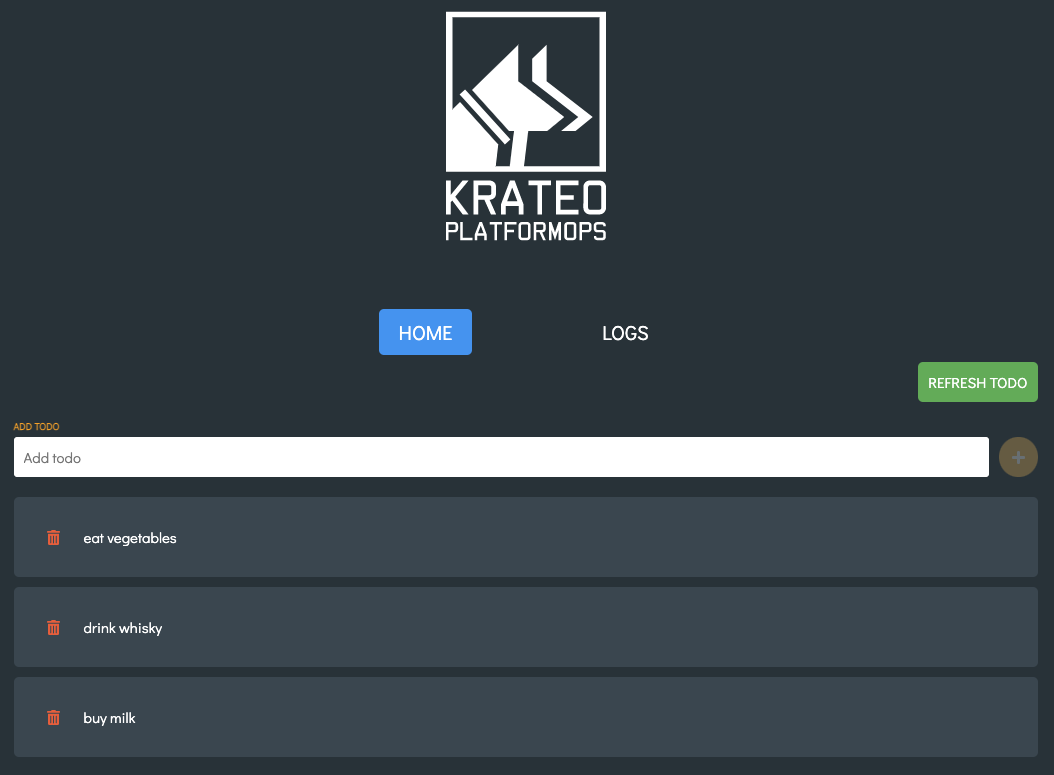 KRATEO
PLATFORMOPS
HOME LOGS
REFRESH TODO
ADD TODO
Add todo
eat vegetables
drink whisky
buy milk